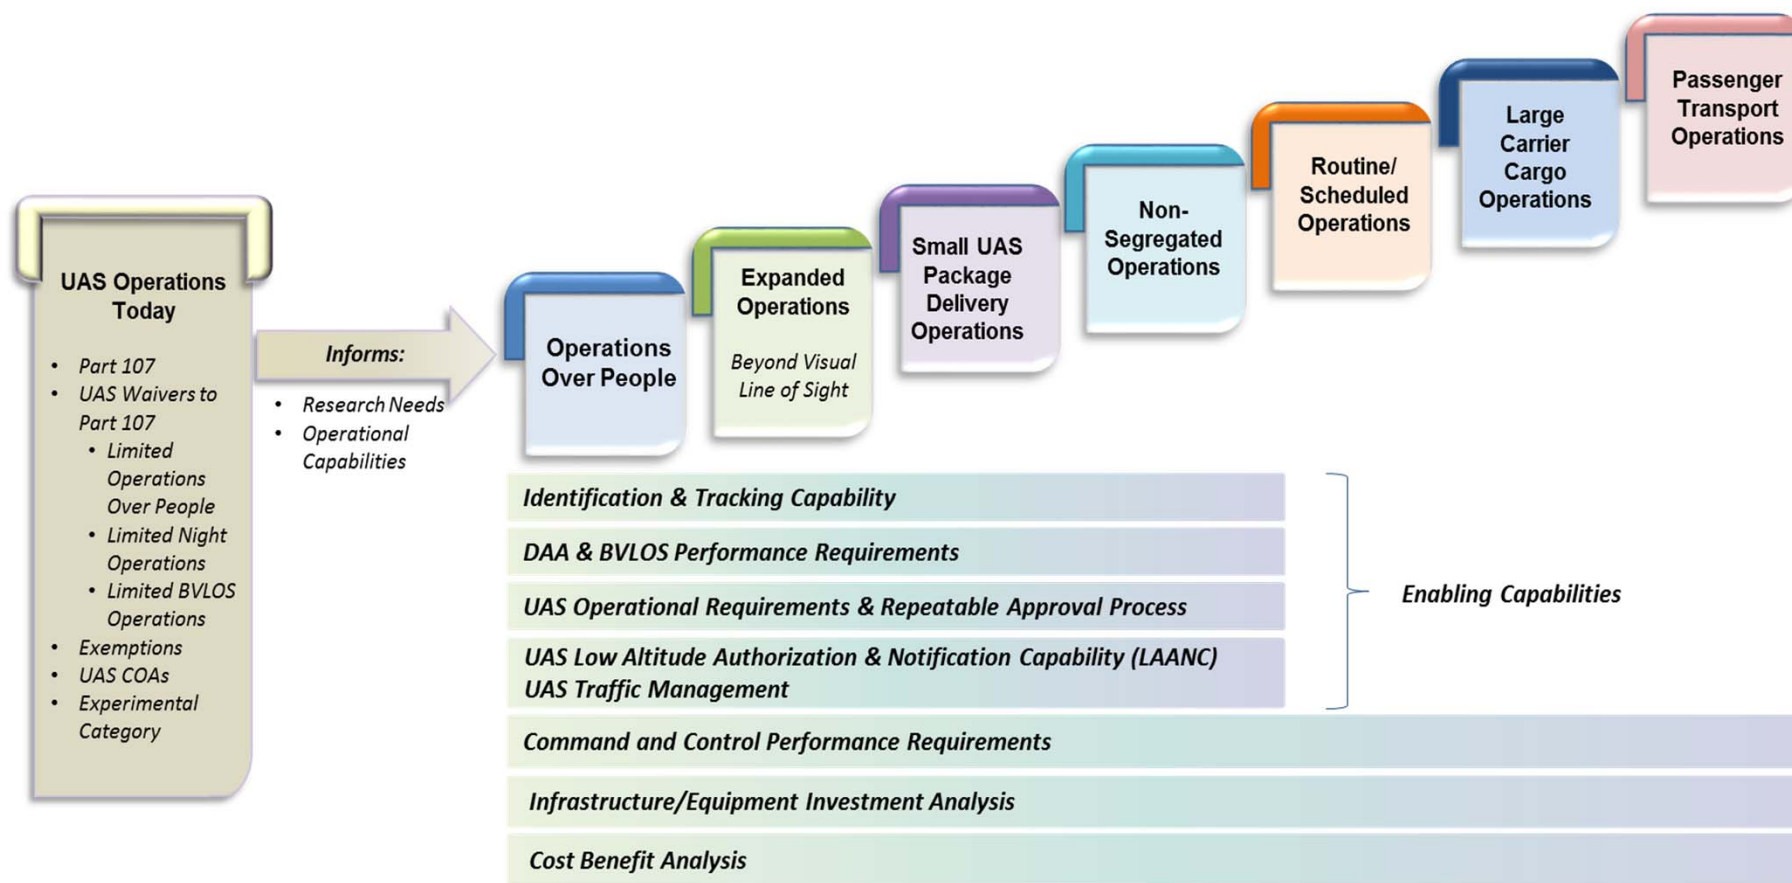 UAS Operations
Today
• Part 107
• UAS Waivers to
Part 107
• Limited
Operations
Over People
• Limited Night
Operations
• Limited BVLOS
Operations
• Exemptions
• UAS COAs
• Experimental
Category
Informs:
• Research Needs
• Operational
Capabilities
Operations
Over People
Expanded
Operations
Beyond Visual
Line of Sight
Small UAS
Package
Delivery
Operations
Non-
Segregated
Operations
Routine/
Scheduled
Operations
Large
Carrier
Cargo
Operations
Passenger
Transport
Operations
Identification & Tracking Capability
DAA & BVLOS Performance Requirements
UAS Operational Requirements & Repeatable Approval Process
UAS Low Altitude Authorization & Notification Capability (LAANC)
UAS Traffic Management
Enabling Capabilities
Command and Control Performance Requirements
Infrastructure/Equipment Investment Analysis
Cost Benefit Analysis